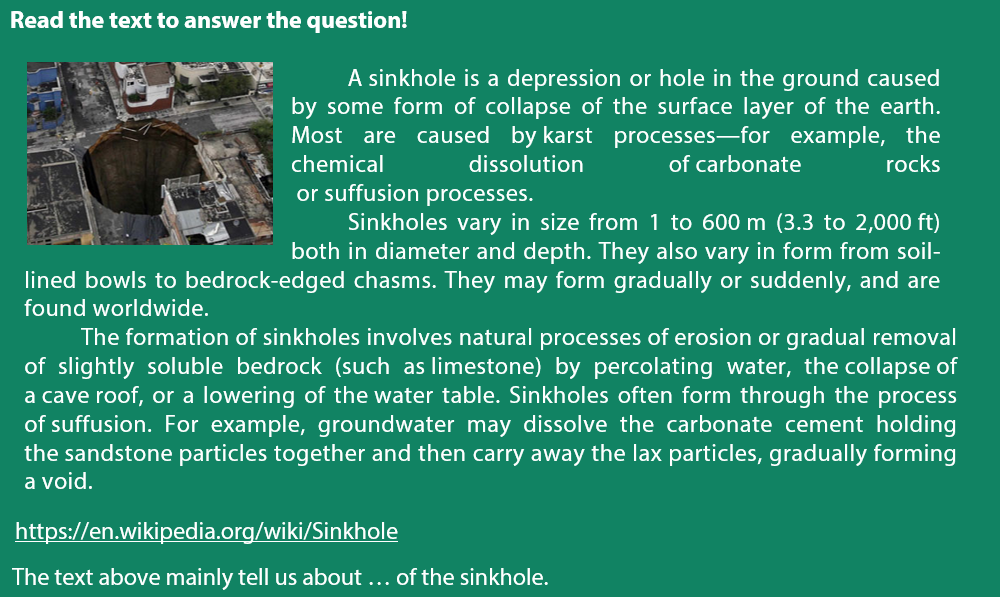 Read the text to answer the question!
A sinkhole is a depression or hole in the ground caused
by some form of collapse of the surface layer of the earth.
Most are caused by karst processes—for example, the
chemical dissolution of carbonate rocks
or suffusion processes.
Sinkholes vary in size from 1 to 600 m (3.3 to 2,000 ft)
both in diameter and depth. They also vary in form from soil-
lined bowls to bedrock-edged chasms. They may form gradually or suddenly, and are
found worldwide.
The formation of sinkholes involves natural processes of erosion or gradual removal
of slightly soluble bedrock (such as limestone) by percolating water, the collapse of
a cave roof, or a lowering of the water table. Sinkholes often form through the process
of suffusion. For example, groundwater may dissolve the carbonate cement holding
the sandstone particles together and then carry away the lax particles, gradually forming
a void.
https://en.wikipedia.org/wiki/Sinkhole
The text above mainly tell us about … of the sinkhole.